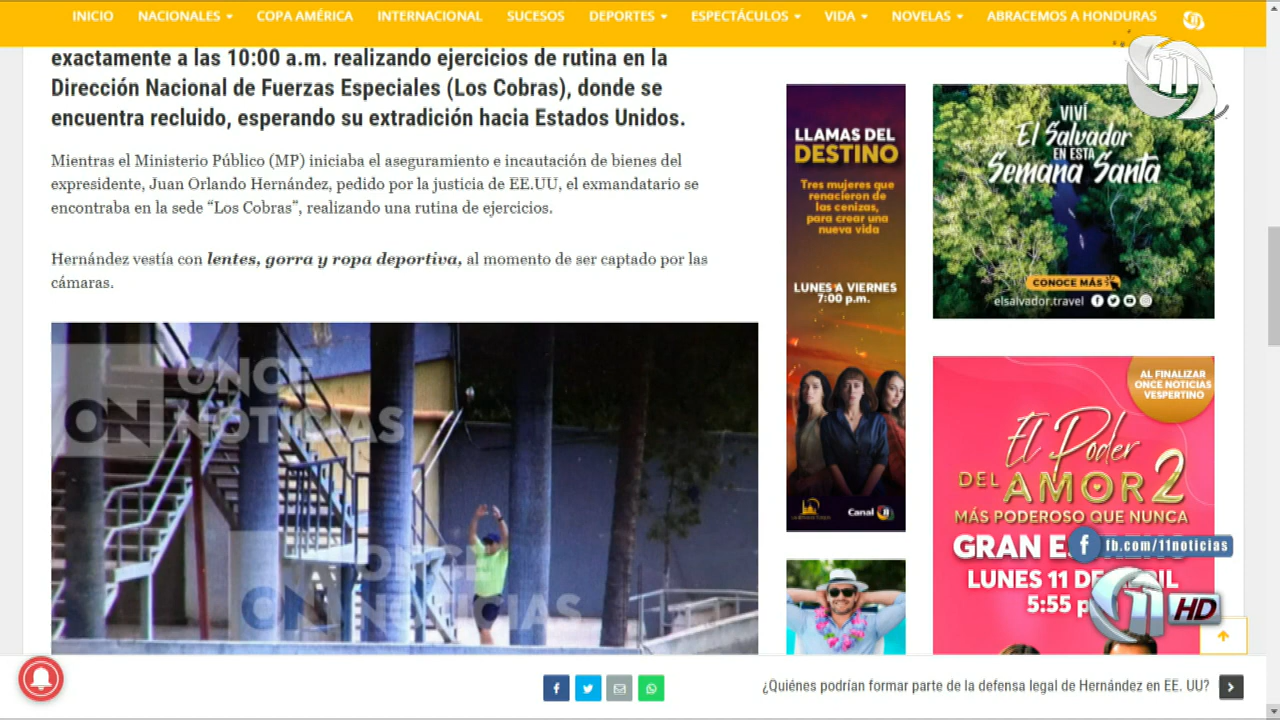 INICIO NACIONALES COPA AMÉRICA INTERNACIONAL SUCESOS DEPORTES ESPECTÁCULOS VIDA NOVELAS ABRACEMOS A HONDURAS
exactamente a las 10:00 a.m. realizando ejercicios de rutina en la
Dirección Nacional de Fuerzas Especiales (Los Cobras), donde se
encuentra recluido, esperando su extradición hacia Estados Unidos.
Mientras el Ministerio Público (MP) iniciaba el aseguramiento e incautación de bienes del
expresidente, Juan Orlando Hernández, pedido por la justicia de EE.UU, el exmandatario se
encontraba en la sede “Los Cobras”, realizando una rutina de ejercicios.
Hernández vestía con lentes, gorra y ropa deportiva, al momento de ser captado por las
cámaras.
ON ONCE
NOTICIAS
ON ONCE
NOTICIAS
LLAMAS DEL
DESTINO
Tres mujeres que
renacieron de
las cenizas,
para crear una
nueva vida
LUNES A VIERNES
7:00 p.m.
Canal 11
VIVÍ
El Salvador
EN ESTA
Semana Santa
CONOCE MÁS
elsalvador.travel
11
AL FINALIZAR
ONCE NOTICIAS
VESPERTINO
El Poder
DEL AMOR 2
MÁS PODEROSO QUE NUNCA
GRAN
fb.com/11noticias
LUNES 11 DE
5:55
11 HD
¿Quiénes podrían formar parte de la defensa legal de Hernández en EE. UU?